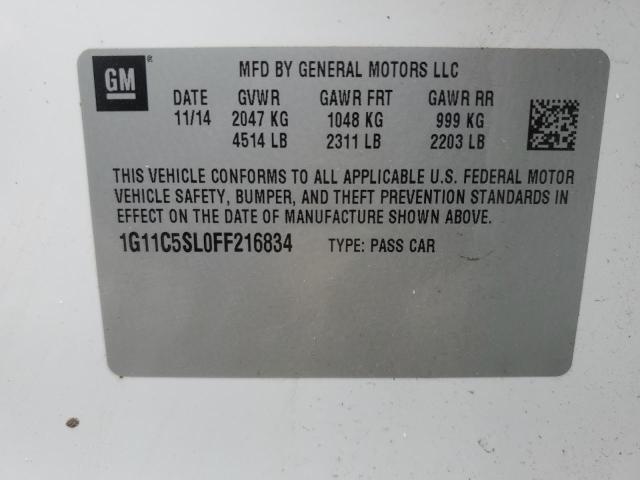 GM ®
MFD BY GENERAL MOTORS LLC
DATE GVWR GAWR FRT GAWR RR
11/14 2047 KG 1048 KG 999 KG
4514 LB 2311 LB 2203 LB
THIS VEHICLE CONFORMS TO ALL APPLICABLE U.S. FEDERAL MOTOR
VEHICLE SAFETY, BUMPER, AND THEFT PREVENTION STANDARDS IN
EFFECT ON THE DATE OF MANUFACTURE SHOWN ABOVE.
1G11C5SL0FF216834 TYPE: PASS CAR